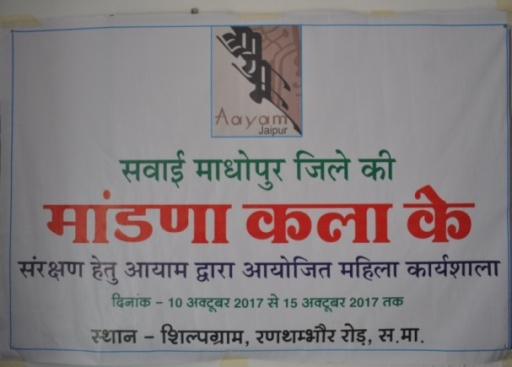 आयाम
Aayam
Jaipur
सवाई माधोपुर जिले की
मांडणा कला के
संरक्षण हेतु आयाम द्वारा आयोजित महिला कार्यशाला
दिनांक - 10 अक्टूबर 2017 से 15 अक्टूबर 2017 तक
स्थान - शिल्पग्राम, रणथम्भौर रोड़, स.मा.